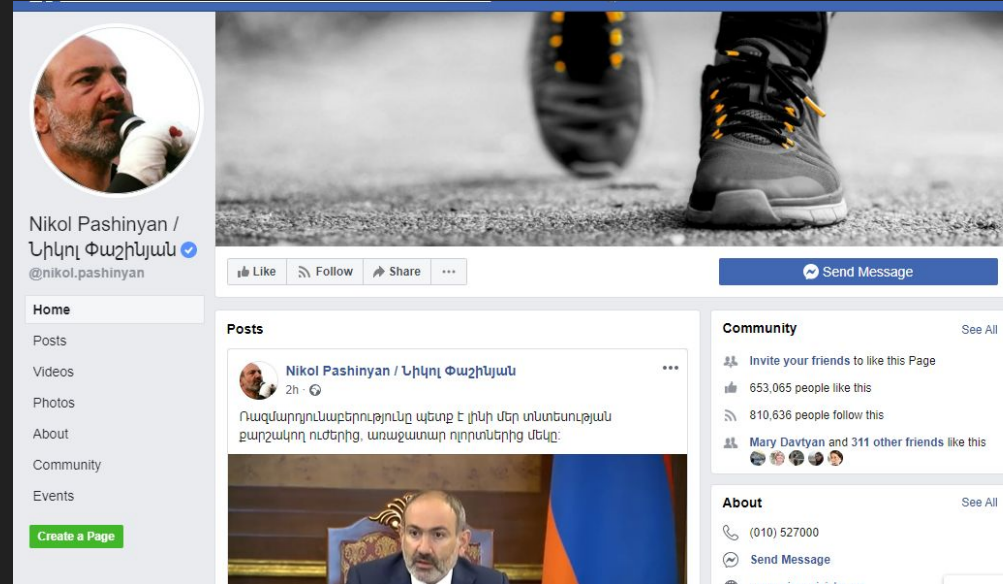 Nikol Pashinyan /
Նիկոլ Փաշինյան
@nikol.pashinyan
Home
Posts
Videos
Photos
About
Community
Events
Create a Page
Like
Follow
Share
Send Message
Posts
Nikol Pashinyan / Նիկոլ Փաշինյան
2h
Ռազմարդյունաբերությունը պետք է լինի մեր տնտեսության
քարշակող ուժերից, առաջատար ոլորտներից մեկը:
Community
See All
Invite your friends to like this Page
653,065 people like this
810,636 people follow this
Mary Davtyan and 311 other friends like this
About
See All
(010) 527000
Send Message